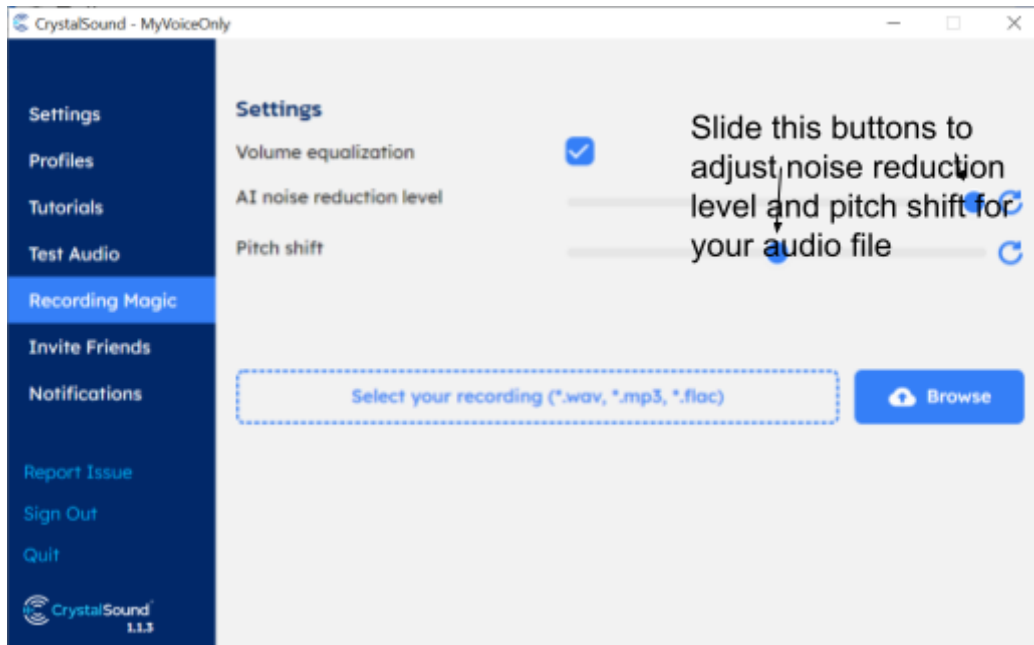 CrystalSound - MyVoiceOnly
Settings
Profiles
Tutorials
Test Audio
Recording Magic
Invite Friends
Notifications
Report Issue
Sign Out
Quit
CrystalSound
1.1.3
Settings
Volume equalization
AI noise reduction level
Pitch shift
Slide this buttons to
adjust noise reduction
level and pitch shift for
your audio file
Select your recording (*.wav, *.mp3, *.flac)
Browse